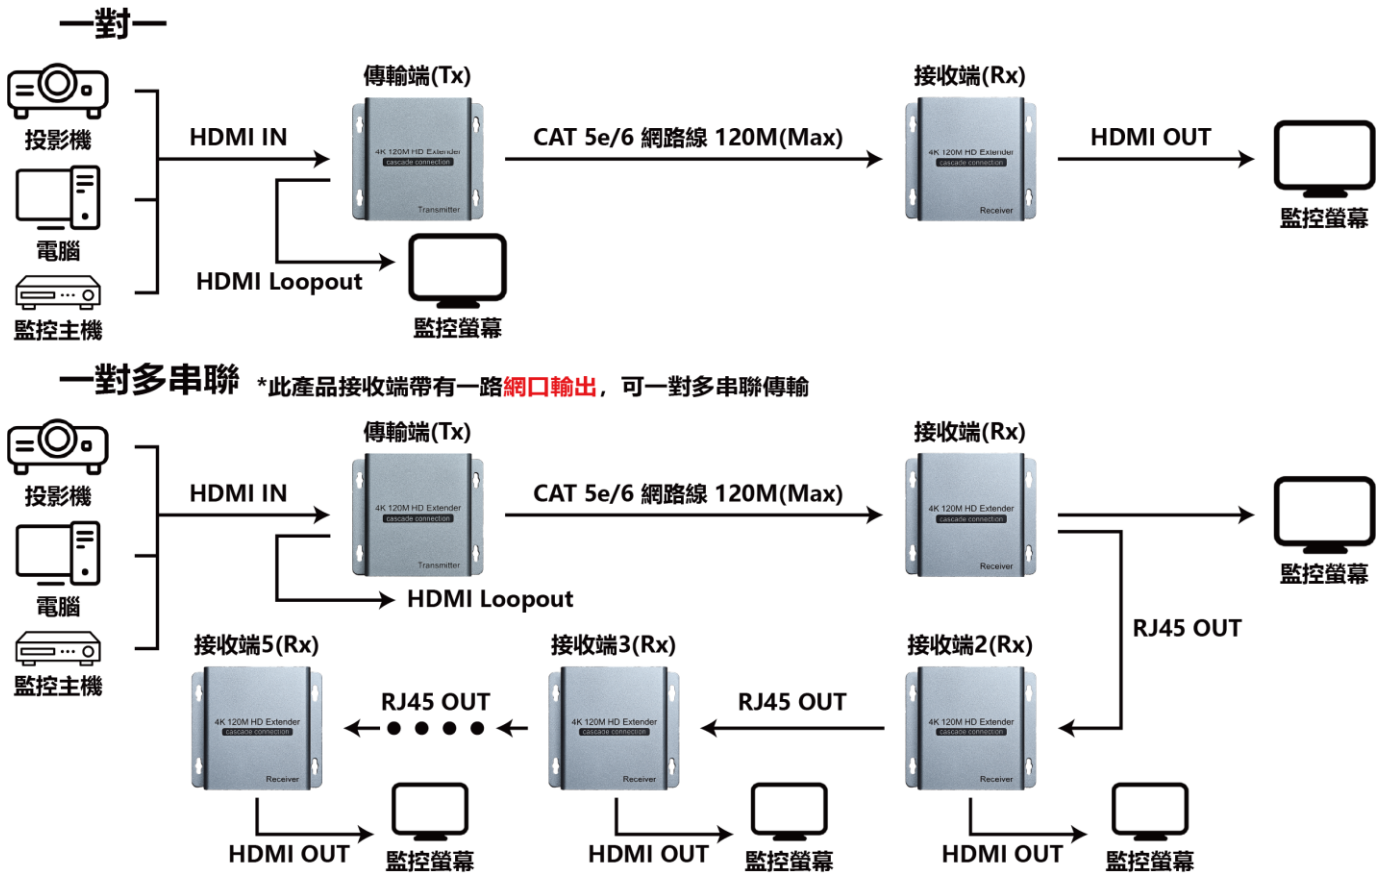 一對一
傳輸端(Tx)
接收端(Rx)
投影機
HDMI IN
4K 120M HD Extender
cascade connection
Transmitter
CAT 5e/6 網路線 120M(Max)
4K 120M HD Extender
cascade connection
Receiver
HDMI OUT
監控螢幕
電腦
HDMI Loopout
監控主機
監控螢幕
一對多串聯 *此產品接收端帶有一路網口輸出，可一對多串聯傳輸
傳輸端(Tx)
接收端(Rx)
投影機
HDMI IN
4K 120M HD Extender
cascade connection
Transmitter
CAT 5e/6 網路線 120M(Max)
4K 120M HD Extender
cascade connection
Receiver
監控螢幕
電腦
HDMI Loopout
監控主機
RJ45 OUT
接收端5(Rx)
接收端3(Rx)
接收端2(Rx)
4K 120M HD Extender
cascade connection
Receiver
RJ45 OUT
4K 120M HD Extender
cascade connection
Receiver
RJ45 OUT
4K 120M HD Extender
cascade connection
Receiver
HDMI OUT
監控螢幕
HDMI OUT
監控螢幕
HDMI OUT
監控螢幕